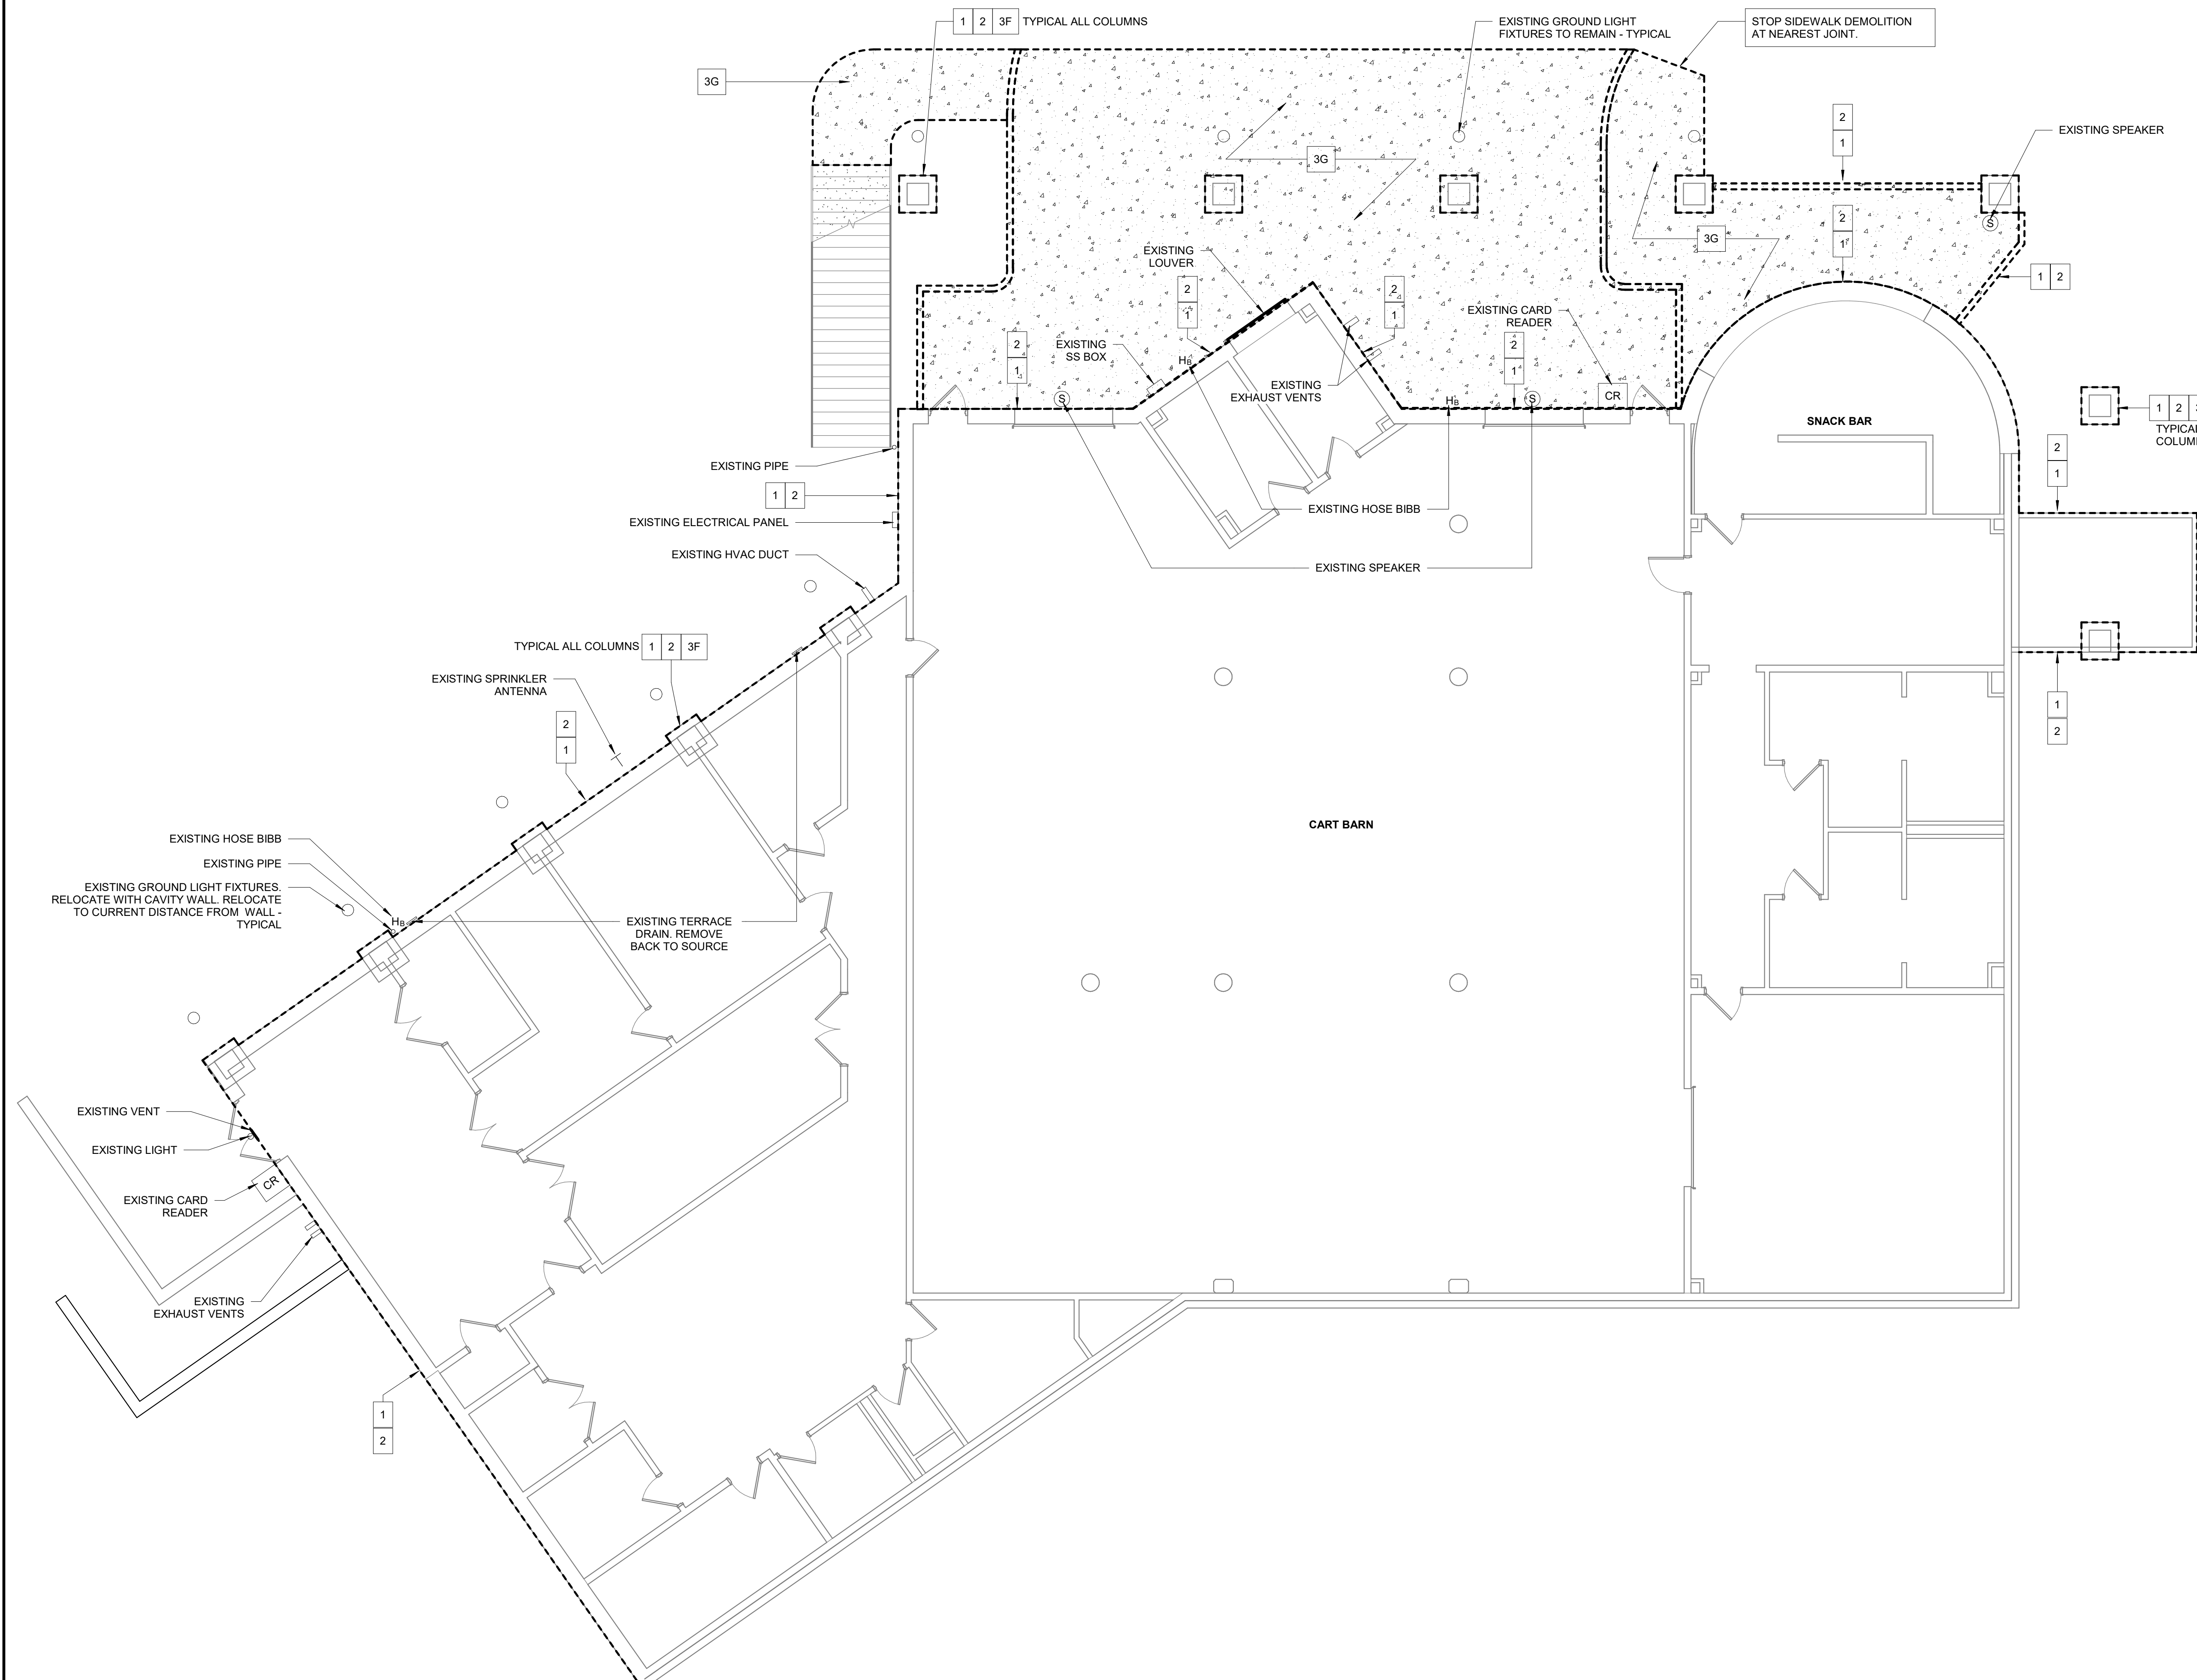 1 2 3F TYPICAL ALL COLUMNS
EXISTING GROUND LIGHT
FIXTURES TO REMAIN - TYPICAL
STOP SIDEWALK DEMOLITION
AT NEAREST JOINT.
3G
2
1
EXISTING SPEAKER
3G
S
2
1
3G
EXISTING
LOUVER
2
1
2
1
1 2
EXISTING CARD
READER
2
1
EXISTING
SS BOX
2
1
HB
EXISTING
EXHAUST VENTS
S
HB
S
CR
SNACK BAR
1 2
TYPICAL
2
1
EXISTING PIPE
1 2
EXISTING HOSE BIBB
EXISTING ELECTRICAL PANEL
EXISTING HVAC DUCT
EXISTING SPEAKER
TYPICAL ALL COLUMNS 1 2 3F
EXISTING SPRINKLER
ANTENNA
2
1
1
2
CART BARN
EXISTING HOSE BIBB
EXISTING PIPE
EXISTING GROUND LIGHT FIXTURES.
RELOCATE WITH CAVITY WALL. RELOCATE
TO CURRENT DISTANCE FROM WALL -
TYPICAL
HB
EXISTING TERRACE
DRAIN. REMOVE
BACK TO SOURCE
EXISTING VENT
EXISTING LIGHT
EXISTING CARD
READER
CR
EXISTING
EXHAUST VENTS
1
2